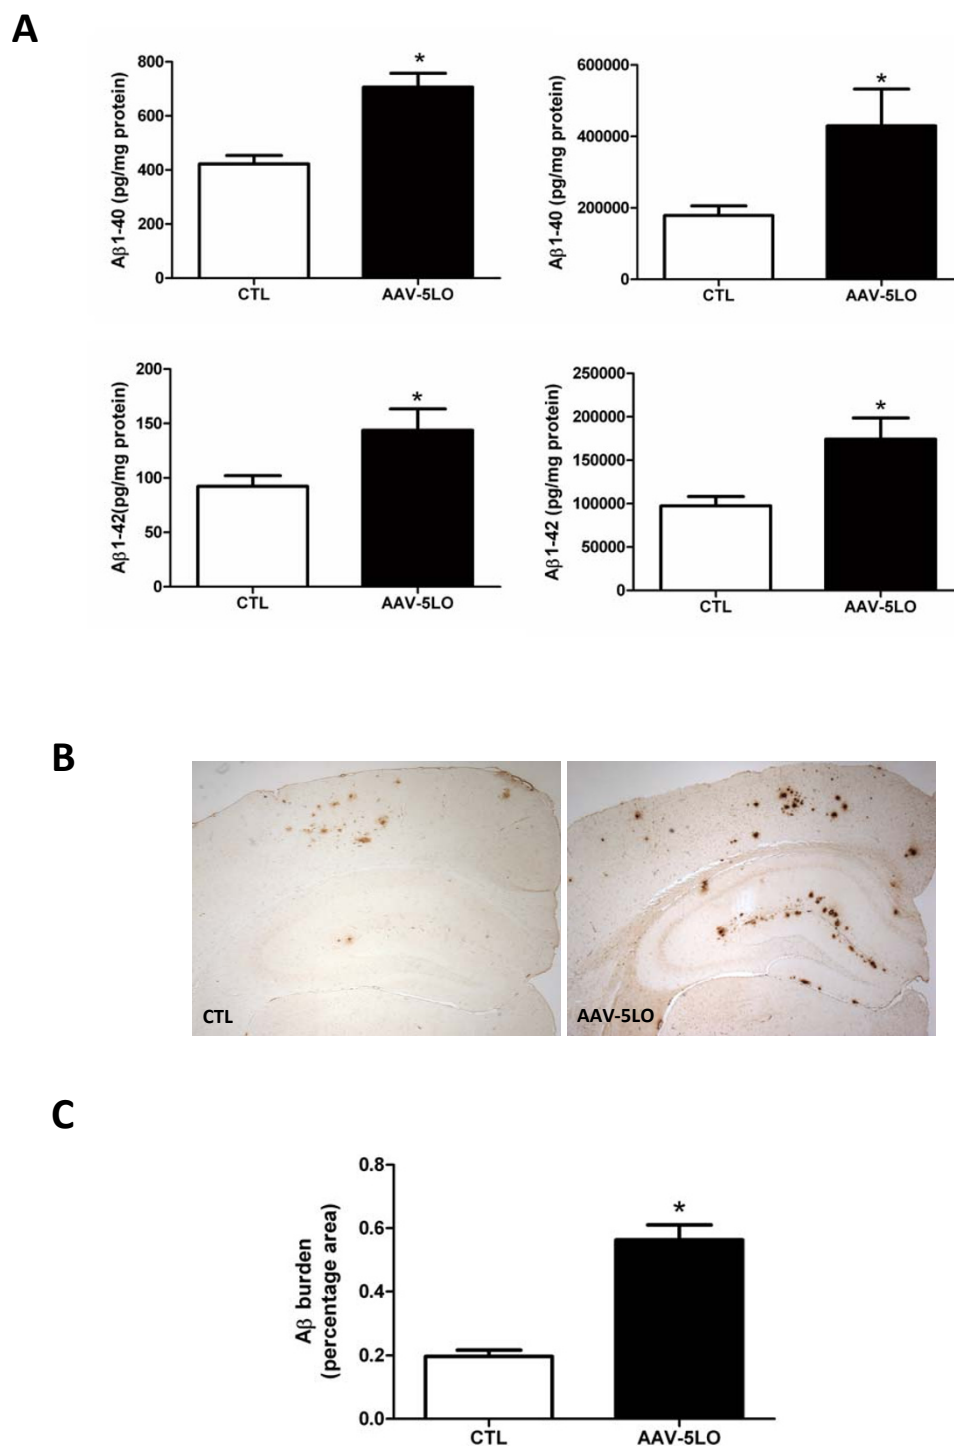 A
Aβ1-40 (pg/mg protein)
800
600
400
200
0
*
CTL
AAV-5LO
Aβ1-40 (pg/mg protein)
600000
400000
200000
0
*
CTL
AAV-5LO
Aβ1-42(pg/mg protein)
200
150
100
50
0
*
CTL
AAV-5LO
Aβ1-42 (pg/mg protein)
250000
200000
150000
100000
50000
0
*
CTL
AAV-5LO
B
CTL
AAV-5LO
C
Aβ burden
(percentage area)
0.8
0.6
0.4
0.2
0.0
*
CTL
AAV-5LO